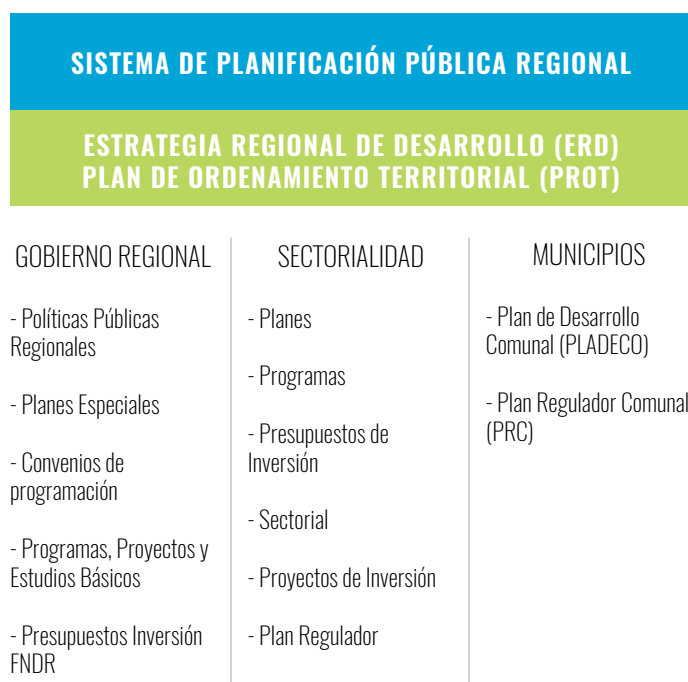 SISTEMA DE PLANIFICACIÓN PÚBLICA REGIONAL
ESTRATEGIA REGIONAL DE DESARROLLO (ERD)
PLAN DE ORDENAMIENTO TERRITORIAL (PROT)
GOBIERNO REGIONAL
- Políticas Públicas
Regionales
- Planes Especiales
- Convenios de
programación
- Programas, Proyectos y
Estudios Básicos
- Presupuestos Inversión
FNDR
SECTORIALIDAD
- Planes
- Programas
- Presupuestos de
Inversión
- Sectorial
- Proyectos de Inversión
- Plan Regulador
MUNICIPIOS
- Plan de Desarrollo
Comunal (PLADECO)
- Plan Regulador Comunal
(PRC)